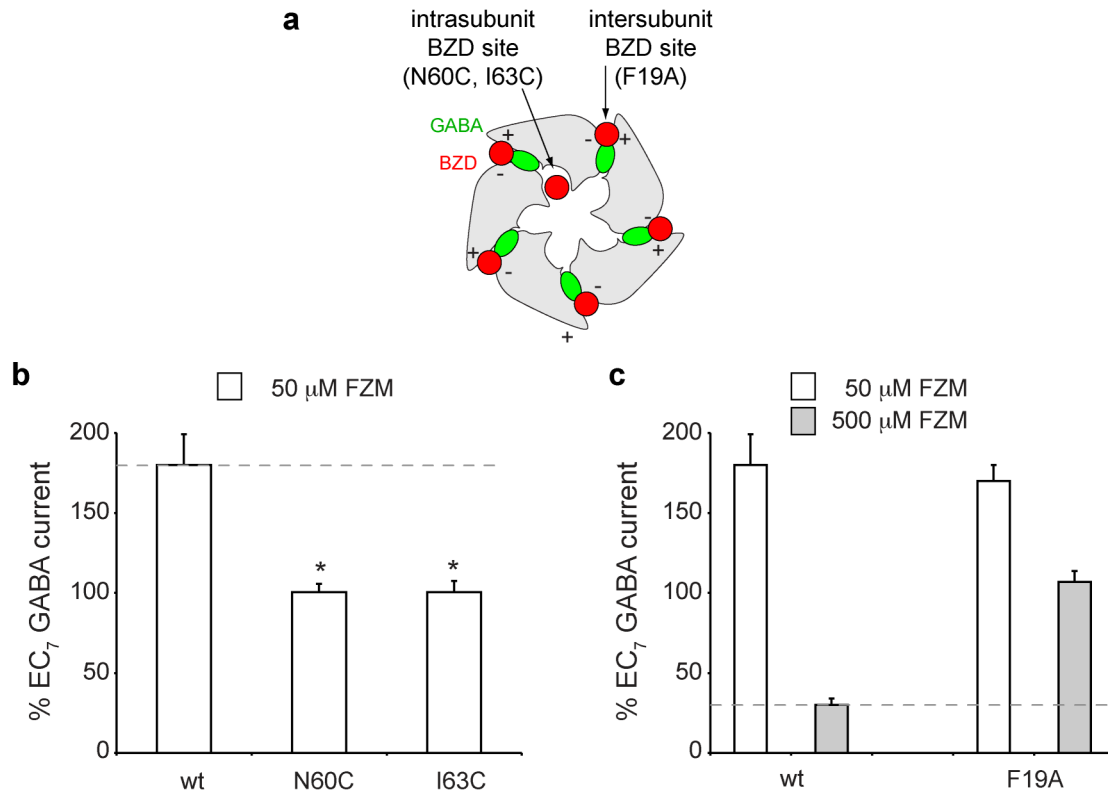 a
intrasubunit
BZD site
(N60C, I63C)
intersubunit
BZD site
(F19A)
GABA
BZD
+
-
-
+
+
-
-
+
-
+
b
50 μM FZM
% EC7 GABA current
200
150
100
50
0
*
*
wt
N60C
I63C
c
50 μM FZM
500 μM FZM
% EC7 GABA current
200
150
100
50
0
wt
F19A